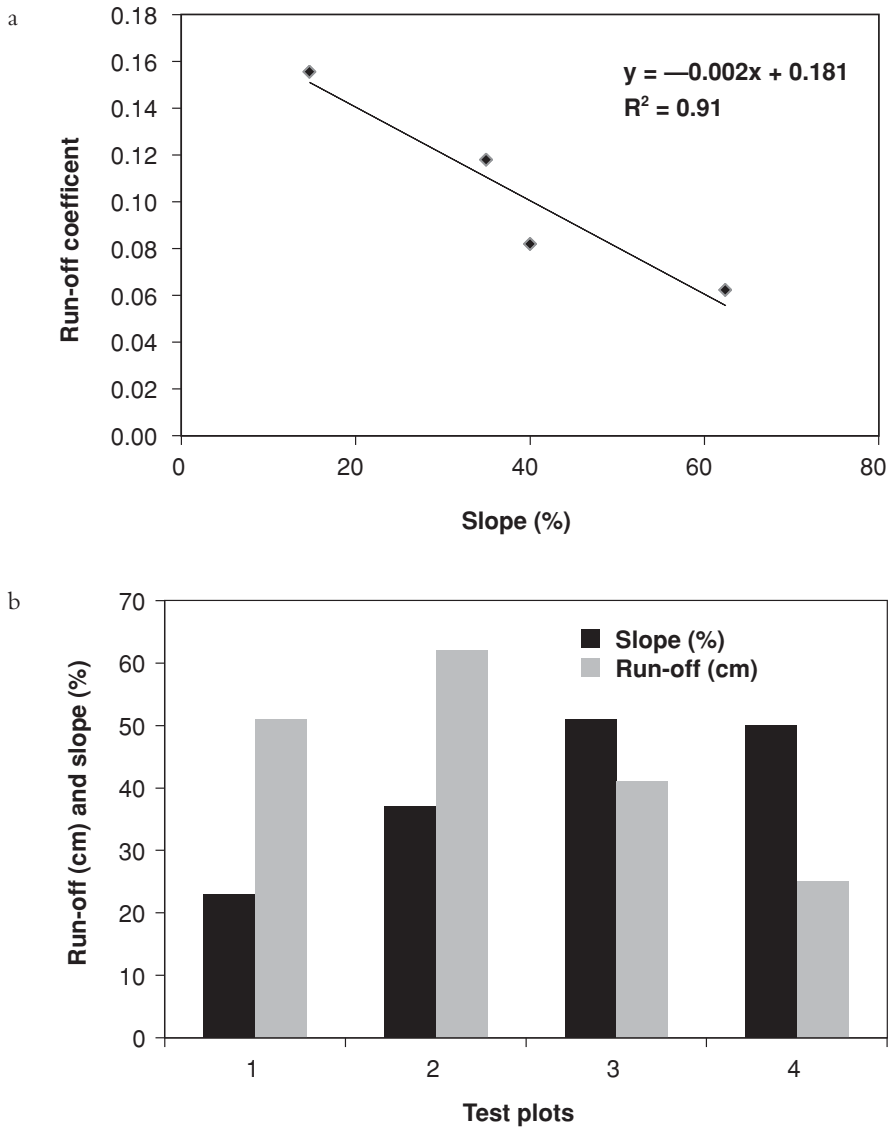 a
0.18
0.16
0.14
0.12
0.10
0.08
0.06
0.04
0.02
0.00
Run-off coefficent
y = —0.002x + 0.181
R² = 0.91
0 20 40 60 80
Slope (%)
b
70
60
50
40
30
20
10
0
Run-off (cm) and slope (%)
Slope (%)
Run-off (cm)
1 2 3 4
Test plots